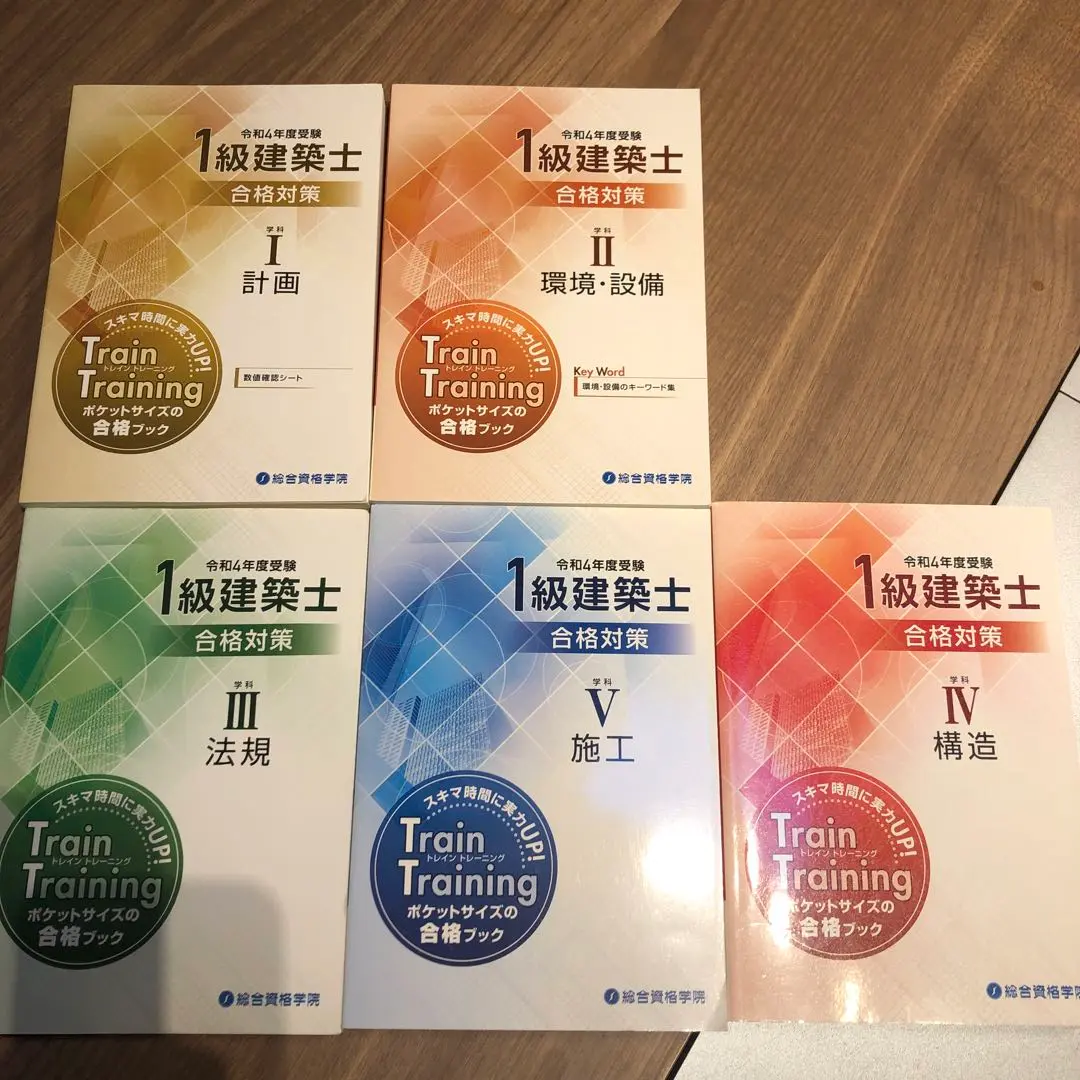 令和4年度受験
1級建築士
合格対策
学科
I
計画
スキマ時間に実力UP!
Train
トレイン トレーニング
Training
ポケットサイズの
合格ブック
数値確認シート
総合資格学院
令和4年度受験
1級建築士
合格対策
学科
II
環境・設備
スキマ時間に実力UP!
Train
トレイン トレーニング
Training
ポケットサイズの
合格ブック
Key Word
環境・設備のキーワード集
総合資格学院
令和4年度受験
1級建築士
合格対策
学科
III
法規
スキマ時間に実力UP!
Train
トレイン トレーニング
Training
ポケットサイズの
合格ブック
総合資格学院
令和4年度受験
1級建築士
合格対策
学科
V
施工
スキマ時間に実力UP!
Train
トレイン トレーニング
Training
ポケットサイズの
合格ブック
総合資格学院
令和4年度受験
1級建築士
合格対策
学科
IV
構造
スキマ時間に実力UP!
Train
トレイン トレーニング
Training
ポケットサイズの
合格ブック
総合資格学院